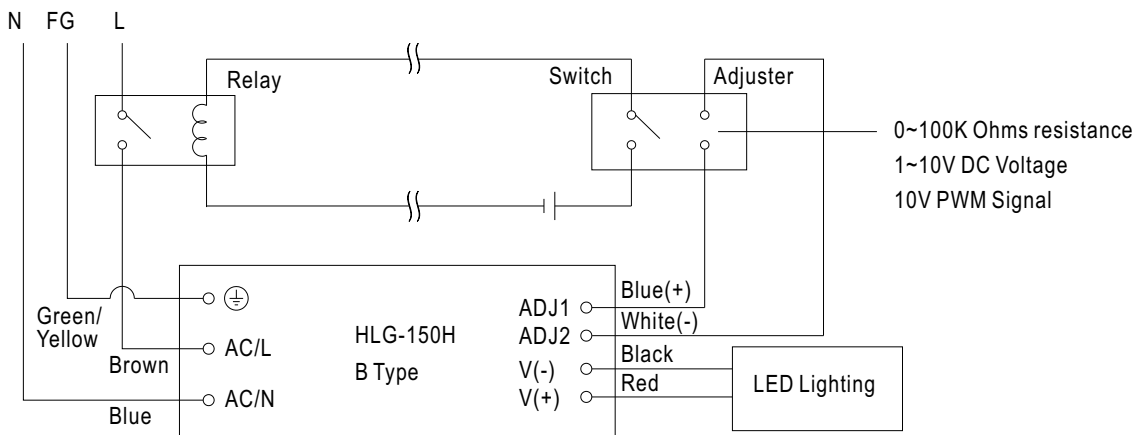 N FG L
Relay
Switch
Adjuster
0~100K Ohms resistance
1~10V DC Voltage
10V PWM Signal
Green/
Yellow
Brown
Blue
AC/L
AC/N
HLG-150H
B Type
ADJ1
ADJ2
V(-)
V(+)
Blue(+)
White(-)
Black
Red
LED Lighting